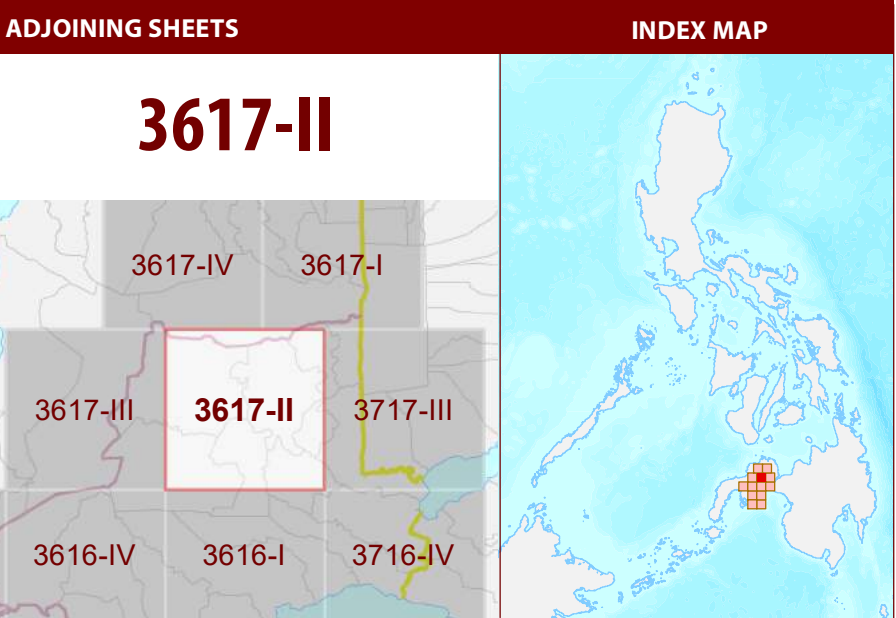 ADJOINING SHEETS
INDEX MAP
3617-II
3617-IV 3617-I
3617-III 3617-II 3717-III
3616-IV 3616-I 3716-IV